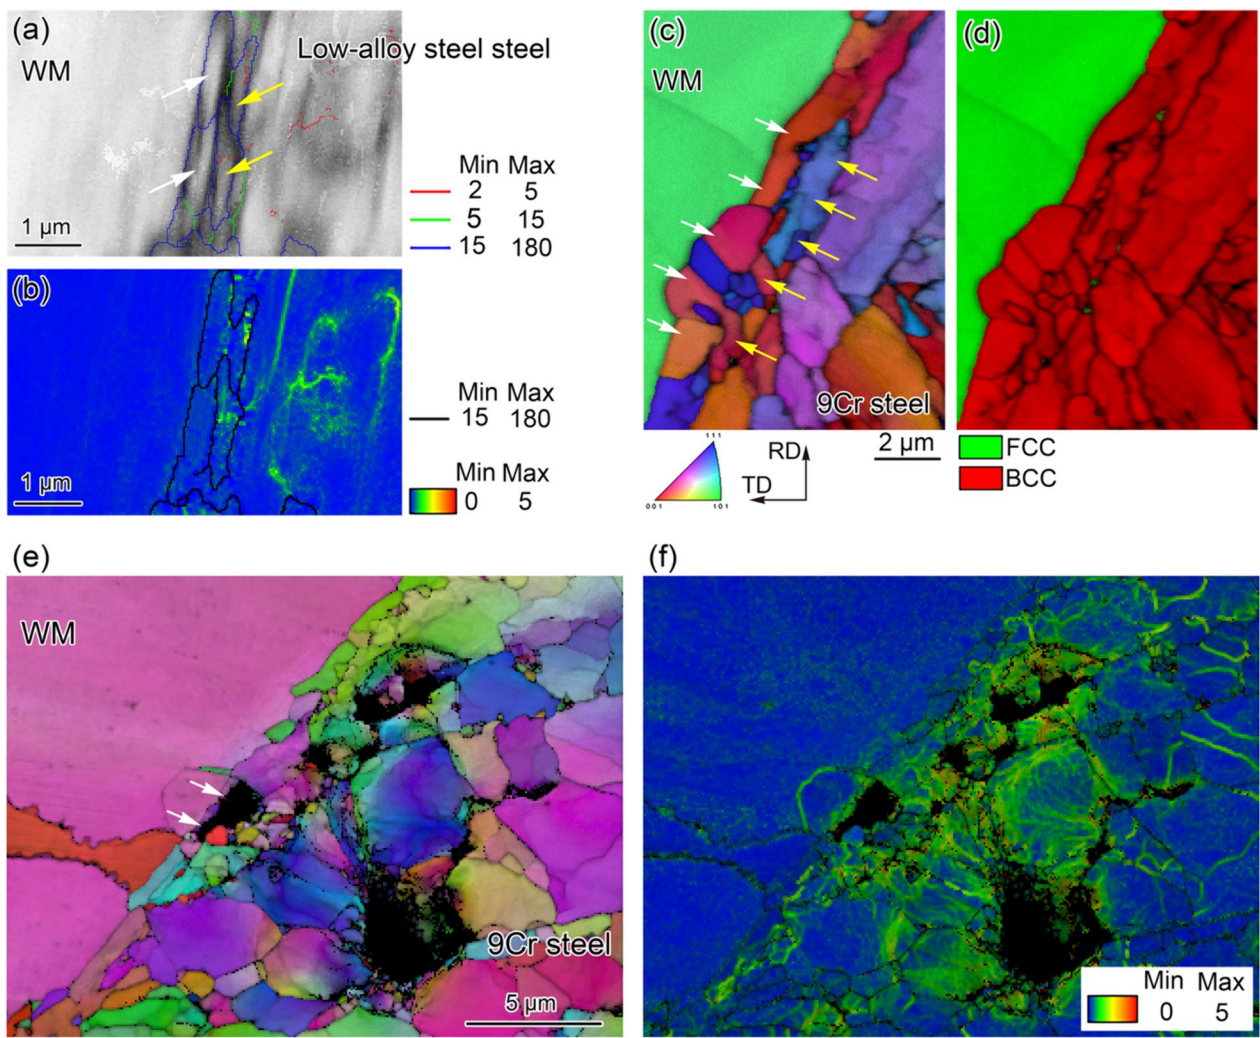 (a)
WM
Low-alloy steel steel
1 μm
Min Max
2 5
5 15
15 180
(b)
1 μm
Min Max
15 180
Min Max
0 5
(c)
WM
9Cr steel
2 μm
111
001
101
RD
TD
(d)
FCC
BCC
(e)
WM
9Cr steel
5 μm
(f)
Min Max
0 5